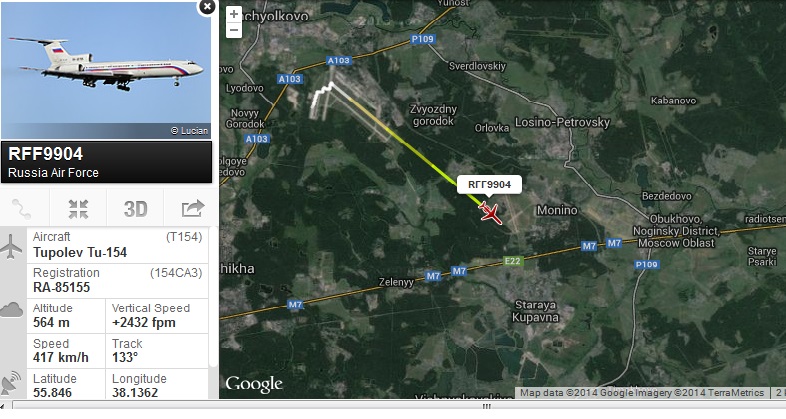 © Lucian
RFF9904
Russia Air Force
3D
Aircraft (T154)
Tupolev Tu-154
Registration (154CA3)
RA-85155
Altitude Vertical Speed
564 m +2432 fpm
Speed Track
417 km/h 133°
Latitude Longitude
55.846 38.1362
+
−
achyolkovo
Yunost
A103
P109
A103
Sverdlovskiy
vo
Lyodovo
Kabanovo
Novyy
Gorodok
Zvyozdny
gorodok
Orlovka
Losino-Petrovsky
A103
olgoye
edovo
RFF9904
Monino
Bezdedovo
Obukhovo,
Noginsky District,
Moscow Oblast
radiotsen
M7
M7
E22
Starye
Psarki
P109
hikha
M7
M7
Zelenyy
M7
Staraya
Kupavna
Google
Map data ©2014 Google Imagery ©2014 TerraMetrics
2 k